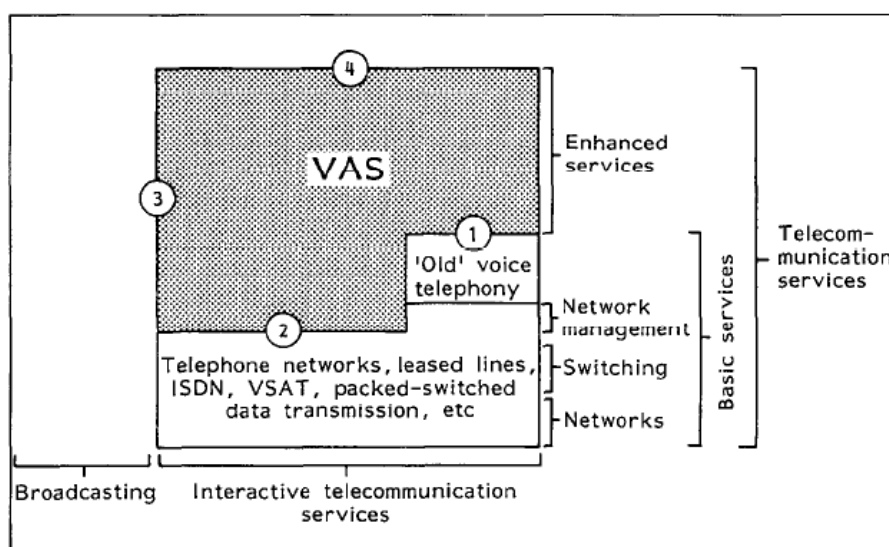 4
VAS
Enhanced
services
3
1
'Old' voice
telephony
Telecom-
munication
services
Basic services
Network
management
2
Telephone networks, leased lines,
ISDN, VSAT, packed-switched
data transmission, etc
Switching
Networks
Broadcasting
Interactive telecommunication
services